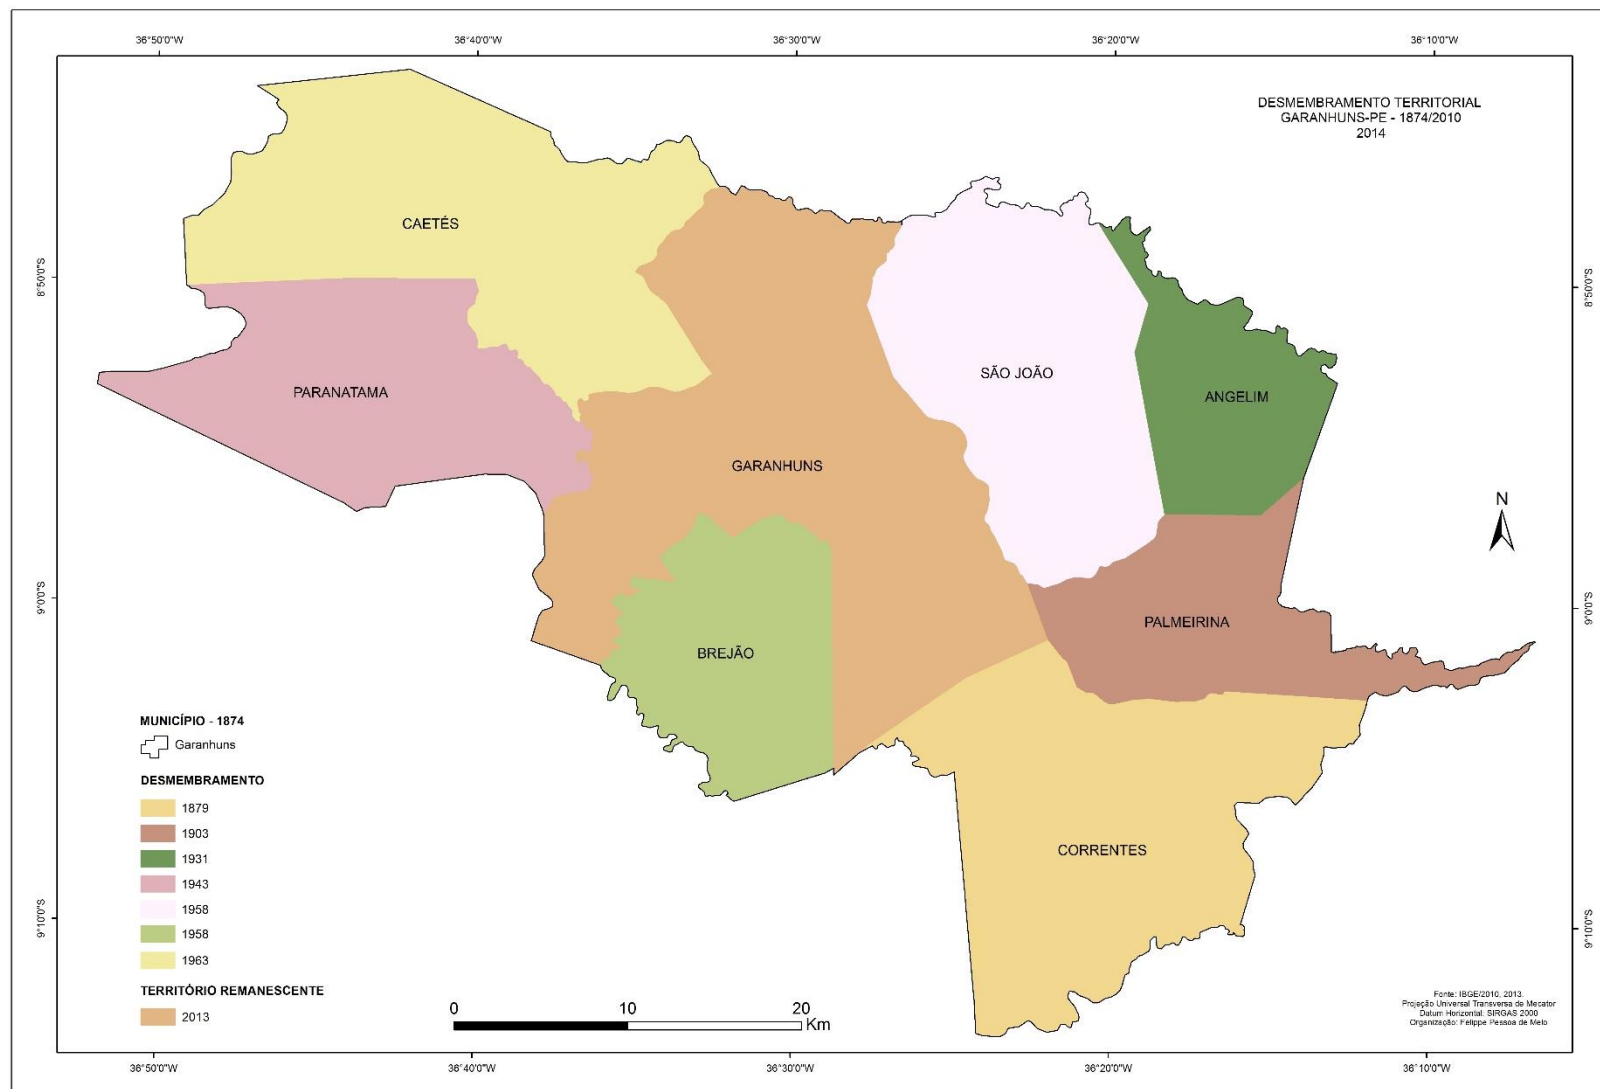 36°50'0"W
36°40'0"W
36°30'0"W
36°20'0"W
36°10'0"W
DESMEMBRAMENTO TERRITORIAL
GARANHUNS-PE - 1874/2010
2014
CAETÉS
8°50'0"S
8°50'0"S
SÃO JOÃO
PARANATAMA
ANGELIM
GARANHUNS
N
9°0'0"S
9°0'0"S
PALMEIRINA
BREJÃO
MUNICÍPIO - 1874
Garanhuns
DESMEMBRAMENTO
1879
1903
1931
1943
1958
1958
1963
TERRITÓRIO REMANESCENTE
2013
CORRENTES
9°10'0"S
9°10'0"S
0 10 20
Km
Fonte: IBGE/2010, 2013.
Projeção Universal Transversa de Mecator
Datum Horizontal: SIRGAS 2000
Organização: Felippe Pessoa de Melo
36°50'0"W
36°40'0"W
36°30'0"W
36°20'0"W
36°10'0"W